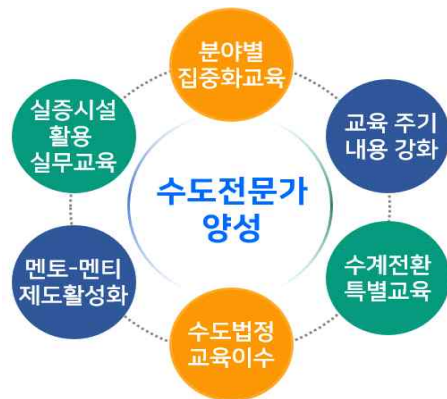 분야별
집중화교육
실증시설
활용
실무교육
교육 주기
내용 강화
수도전문가
양성
멘토-멘티
제도활성화
수계전환
특별교육
수도법정
교육이수